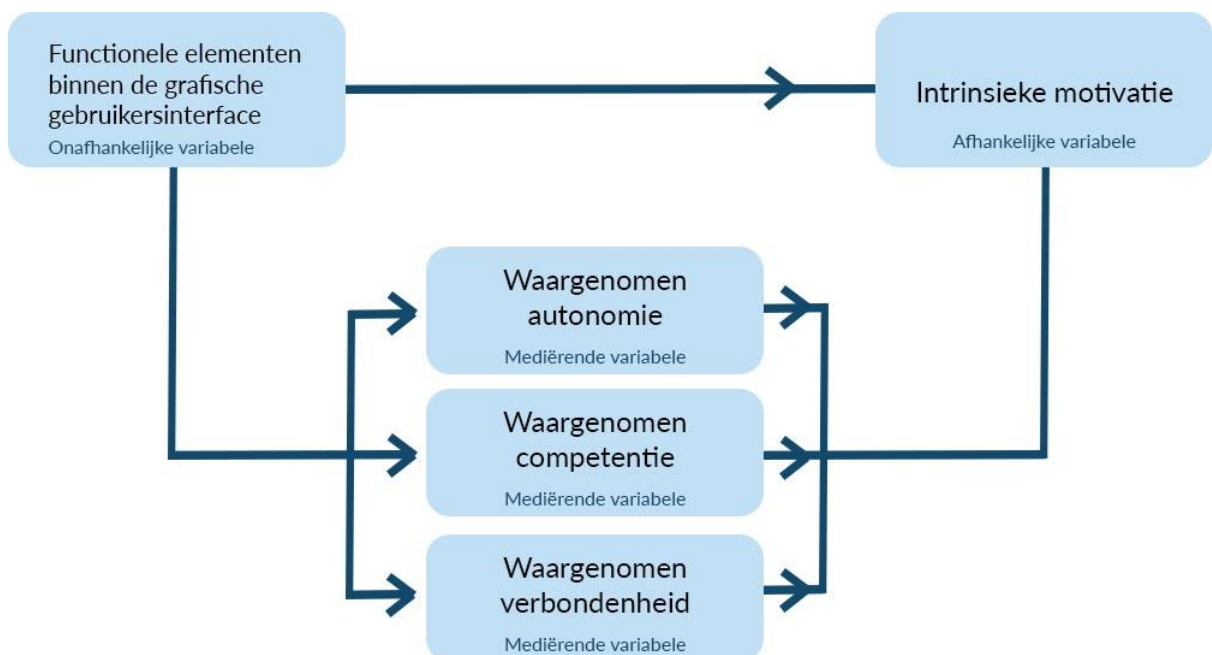 Functionele elementen
binnen de grafische
gebruikersinterface
Onafhankelijke variabele
Intrinsieke motivatie
Afhankelijke variabele
Waargenomen
autonomie
Mediërende variabele
Waargenomen
competentie
Mediërende variabele
Waargenomen
verbondenheid
Mediërende variabele